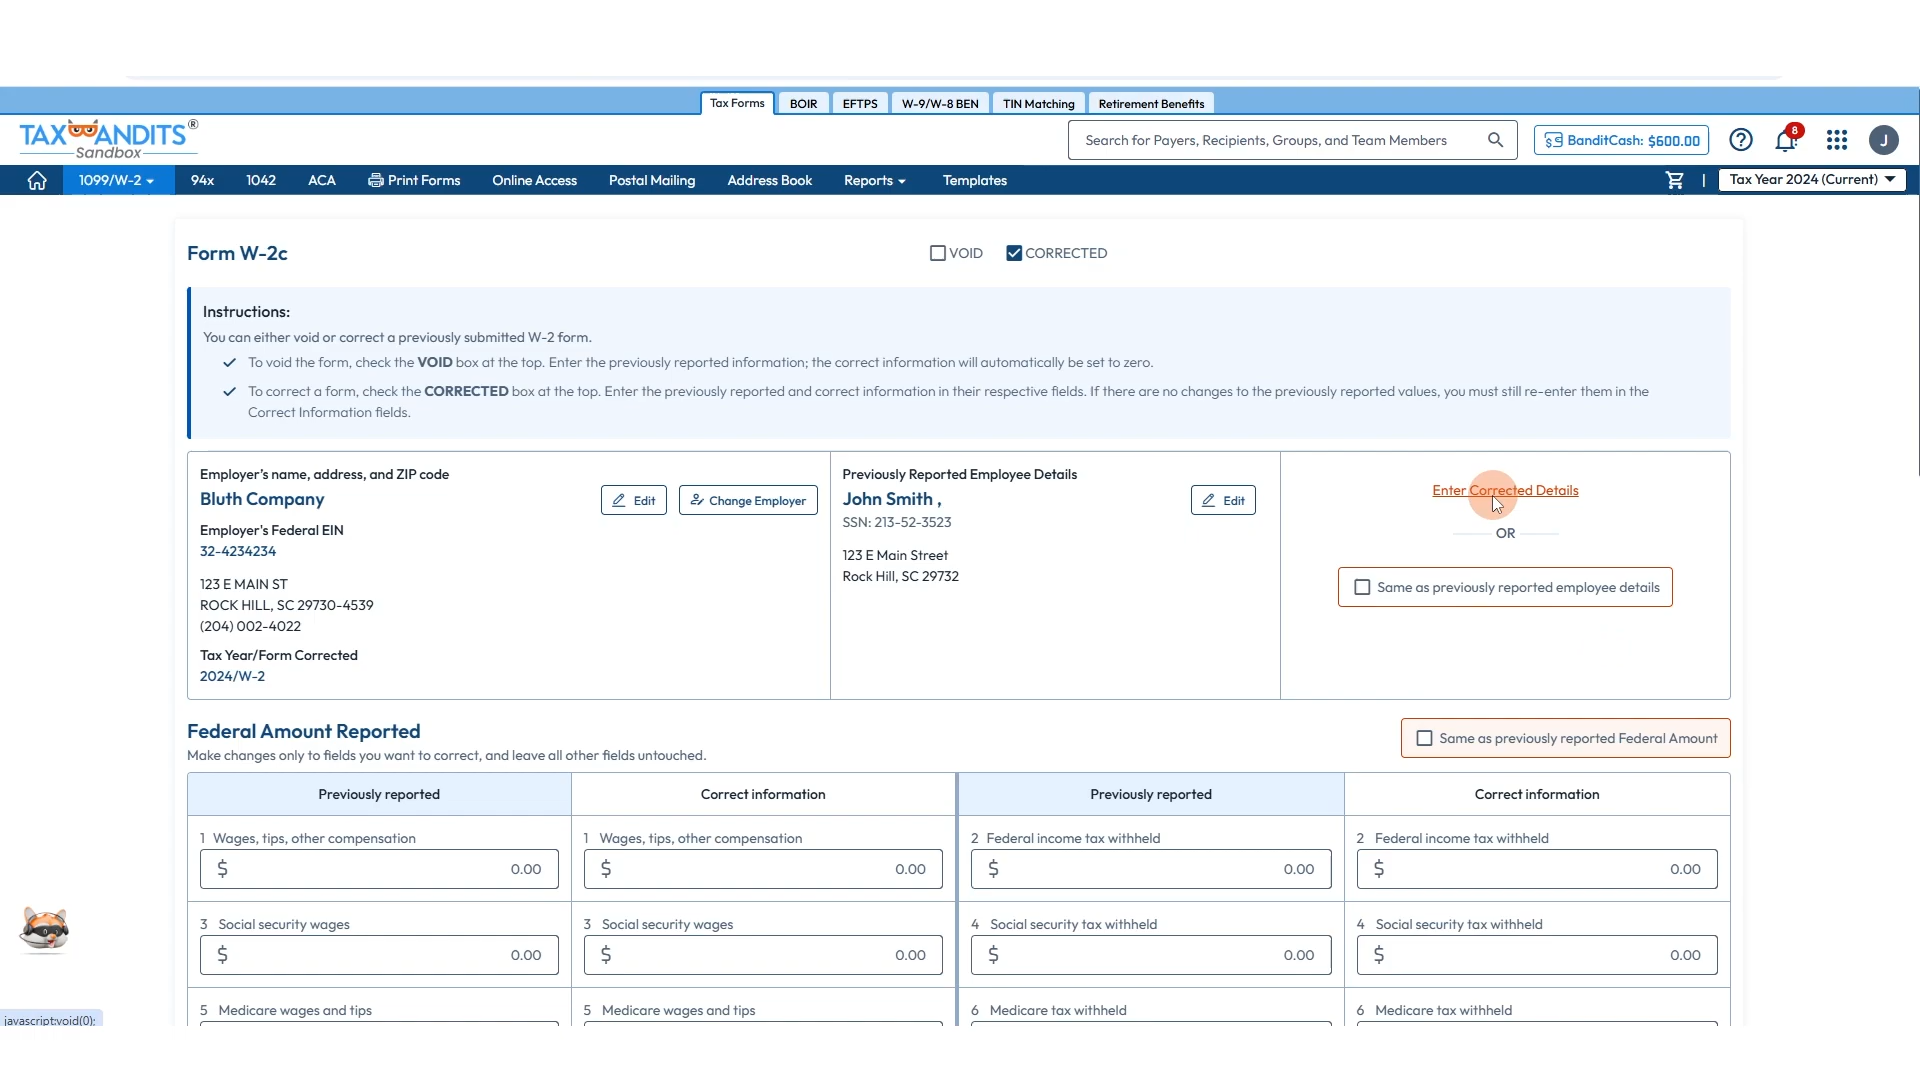 Tax Forms BOIR EFTPS W-9/W-8 BEN TIN Matching Retirement Benefits
TAXBANDITS®
Sandbox
Search for Payers, Recipients, Groups, and Team Members
BanditCash: $600.00
8
J
1099/W-2 94x 1042 ACA Print Forms Online Access Postal Mailing Address Book Reports Templates | Tax Year 2024 (Current)
Form W-2c
VOID CORRECTED
Instructions:
You can either void or correct a previously submitted W-2 form.
To void the form, check the VOID box at the top. Enter the previously reported information; the correct information will automatically be set to zero.
To correct a form, check the CORRECTED box at the top. Enter the previously reported and correct information in their respective fields. If there are no changes to the previously reported values, you must still re-enter them in the
Correct Information fields.
Employer's name, address, and ZIP code
Bluth Company
Edit
Change Employer
Employer's Federal EIN
32-4234234
123 E MAIN ST
ROCK HILL, SC 29730-4539
(204) 002-4022
Tax Year/Form Corrected
2024/W-2
Previously Reported Employee Details
John Smith ,
Edit
SSN: 213-52-3523
123 E Main Street
Rock Hill, SC 29732
Enter Corrected Details
OR
Same as previously reported employee details
Federal Amount Reported
Make changes only to fields you want to correct, and leave all other fields untouched.
Same as previously reported Federal Amount
Previously reported Correct information Previously reported Correct information
1 Wages, tips, other compensation 1 Wages, tips, other compensation 2 Federal income tax withheld 2 Federal income tax withheld
$ 0.00 $ 0.00 $ 0.00 $ 0.00
3 Social security wages 3 Social security wages 4 Social security tax withheld 4 Social security tax withheld
$ 0.00 $ 0.00 $ 0.00 $ 0.00
5 Medicare wages and tips 5 Medicare wages and tips 6 Medicare tax withheld 6 Medicare tax withheld
javascript:void(0);